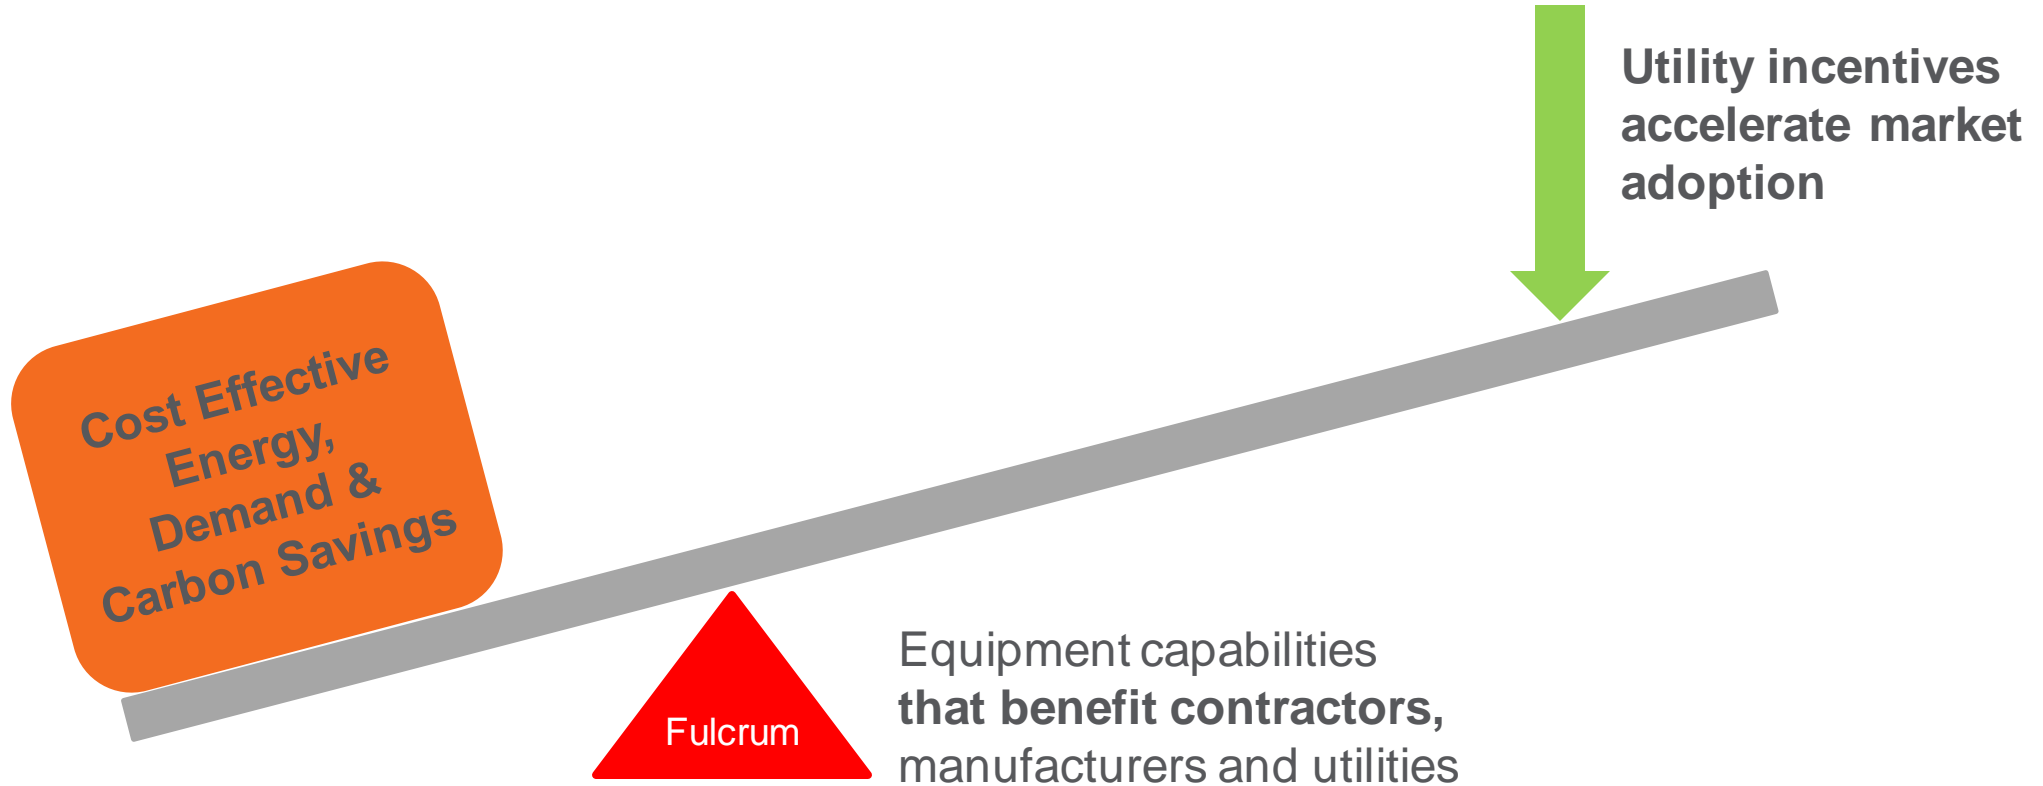 Utility incentives
accelerate market
adoption
Cost Effective
Energy,
Demand &
Carbon Savings
Fulcrum
Equipment capabilities
that benefit contractors,
manufacturers and utilities